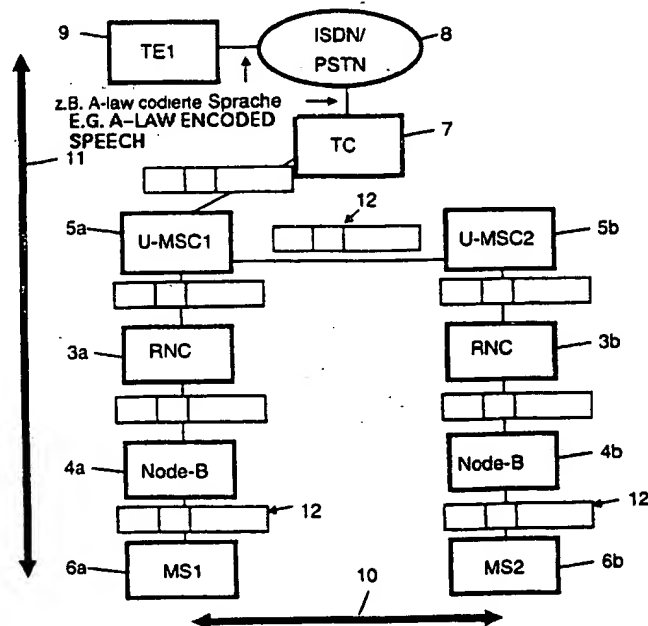 9
TE1
ISDN/
PSTN
8
z.B. A-law codierte Sprache
E.G. A-LAW ENCODED
SPEECH
11
TC
7
12
5a
U-MSC1
U-MSC2
5b
3a
RNC
RNC
3b
4a
Node-B
Node-B
4b
12
12
6a
MS1
MS2
6b
10